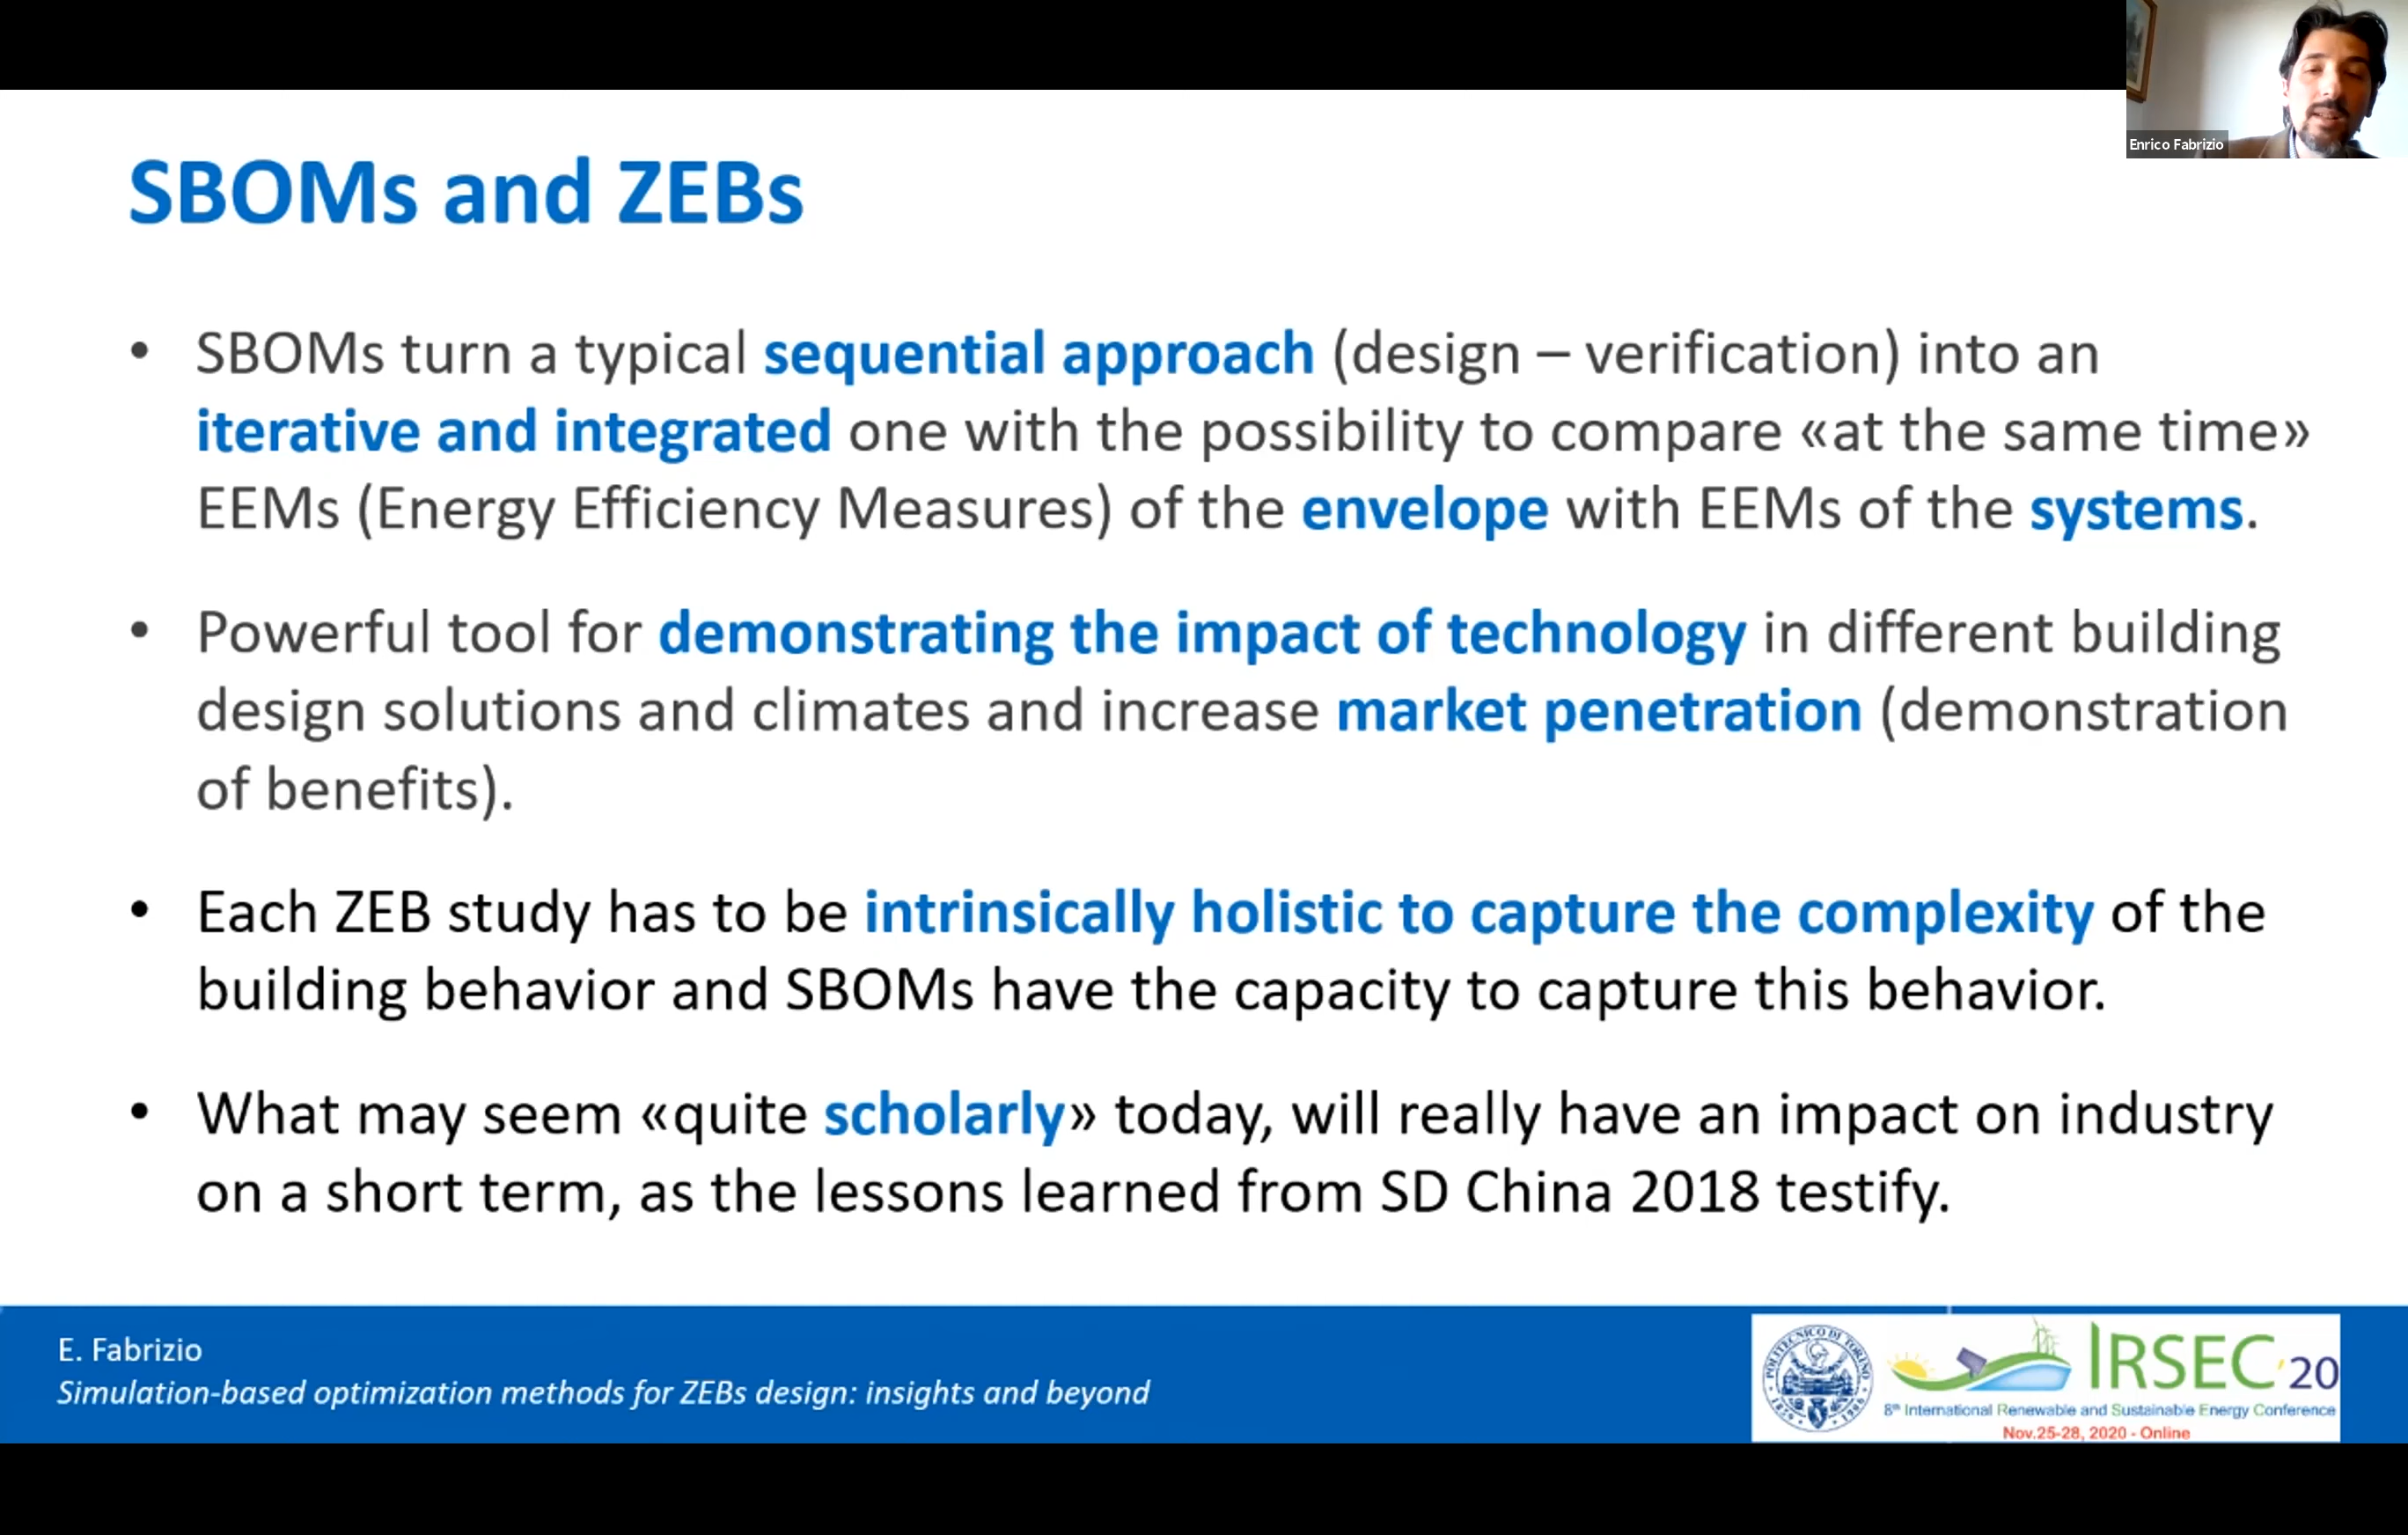 Enrico Fabrizio
SBOMs and ZEBs
• SBOMs turn a typical sequential approach (design – verification) into an
iterative and integrated one with the possibility to compare «at the same time»
EEMs (Energy Efficiency Measures) of the envelope with EEMs of the systems.
• Powerful tool for demonstrating the impact of technology in different building
design solutions and climates and increase market penetration (demonstration
of benefits).
• Each ZEB study has to be intrinsically holistic to capture the complexity of the
building behavior and SBOMs have the capacity to capture this behavior.
• What may seem «quite scholarly» today, will really have an impact on industry
on a short term, as the lessons learned from SD China 2018 testify.
E. Fabrizio
Simulation-based optimization methods for ZEBs design: insights and beyond
POLITECNICO DI TORINO
IRSEC '20
8th International Renewable and Sustainable Energy Conference
Nov.25-28, 2020 - Online